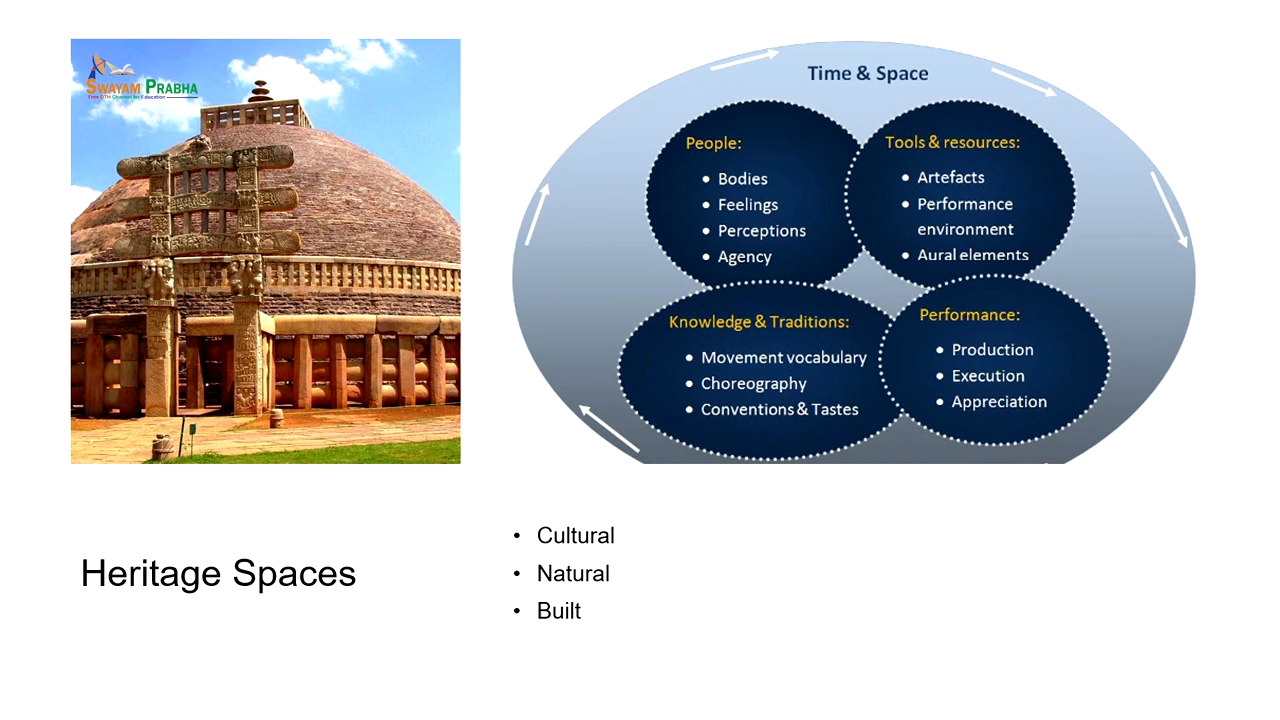 SWAYAM PRABHA
Free DTH Channel for Education
Time & Space
People:
• Bodies
• Feelings
• Perceptions
• Agency
Tools & resources:
• Artefacts
• Performance
environment
• Aural elements
Knowledge & Traditions:
• Movement vocabulary
• Choreography
• Conventions & Tastes
Performance:
• Production
• Execution
• Appreciation
Heritage Spaces
• Cultural
• Natural
• Built